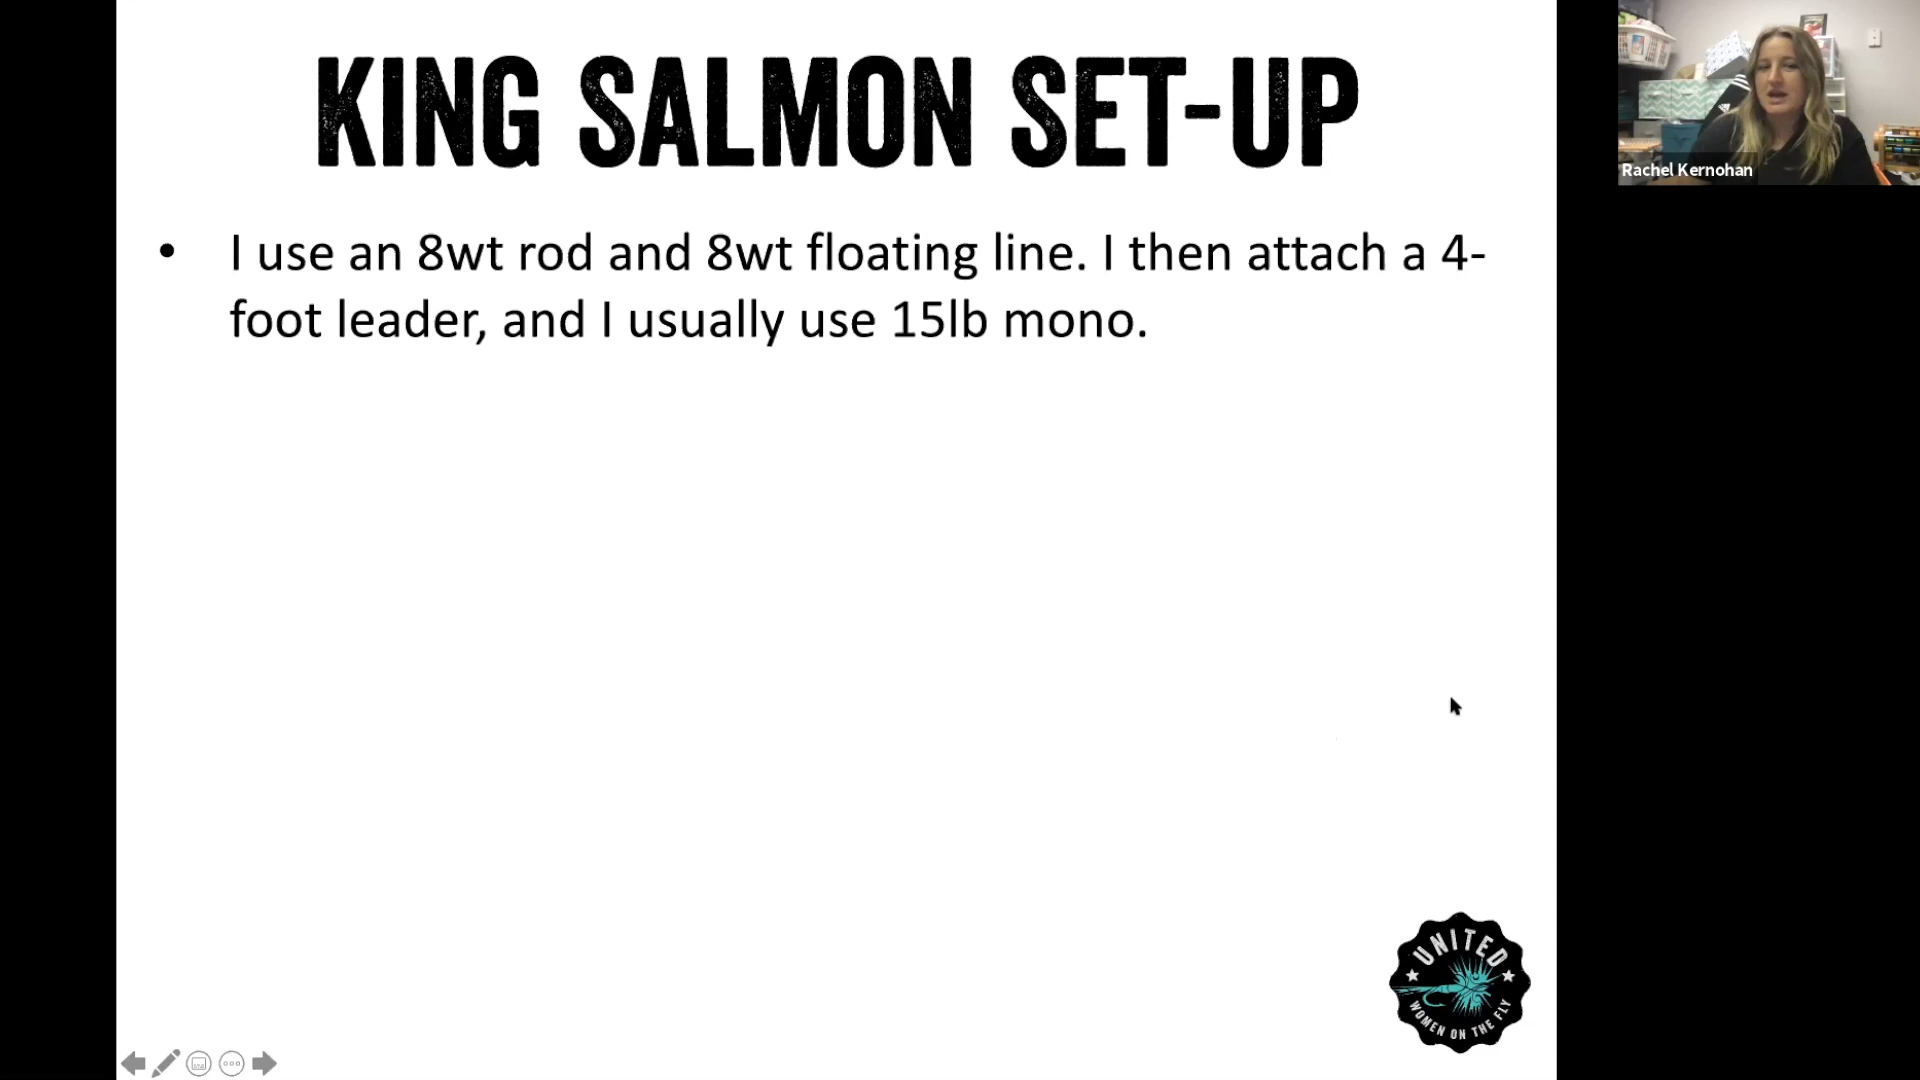 KING SALMON SET-UP
• I use an 8wt rod and 8wt floating line. I then attach a 4-
foot leader, and I usually use 15lb mono.
Rachel Kernohan
UNITED
WOMEN ON THE FLY